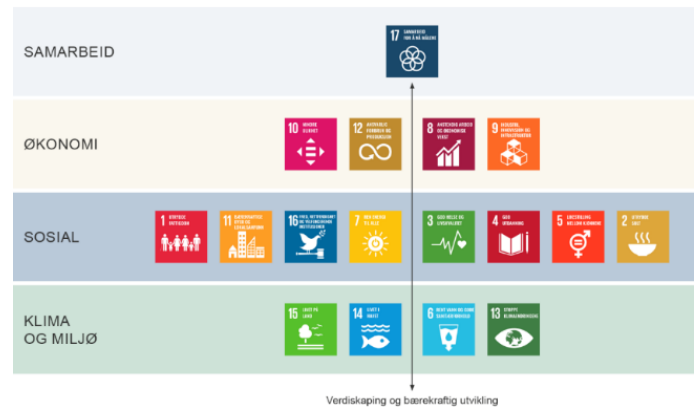 SAMARBEID
17 SAMARBEID
FOR Å NÅ MÅLENE
ØKONOMI
10 MINDRE
ULIKHET
12 ANSVARLIG
FORBRUK OG
PRODUKSJON
8 ANSTENDIG ARBEID
OG ØKONOMISK
VEKST
9 INDUSTRI,
INNOVASJON OG
INFRASTRUKTUR
SOSIAL
1 UTRYDDE
FATTIGDOM
11 BÆREKRAFTIGE
BYER OG
LOKALSAMFUNN
16 FRED, RETTFERDIGHET
OG VELFUNGERENDE
INSTITUSJONER
7 REN ENERGI
TIL ALLE
3 GOD HELSE OG
LIVSKVALITET
4 GOD
UTDANNING
5 LIKESTILLING
MELLOM KJØNNENE
2 UTRYDDE
SULT
KLIMA
OG MILJØ
15 LIVET PÅ
LAND
14 LIVET I
HAVET
6 RENT VANN OG GODE
SANITÆRFORHOLD
13 STOPPE
KLIMAENDRINGENE
Verdiskaping og bærekraftig utvikling